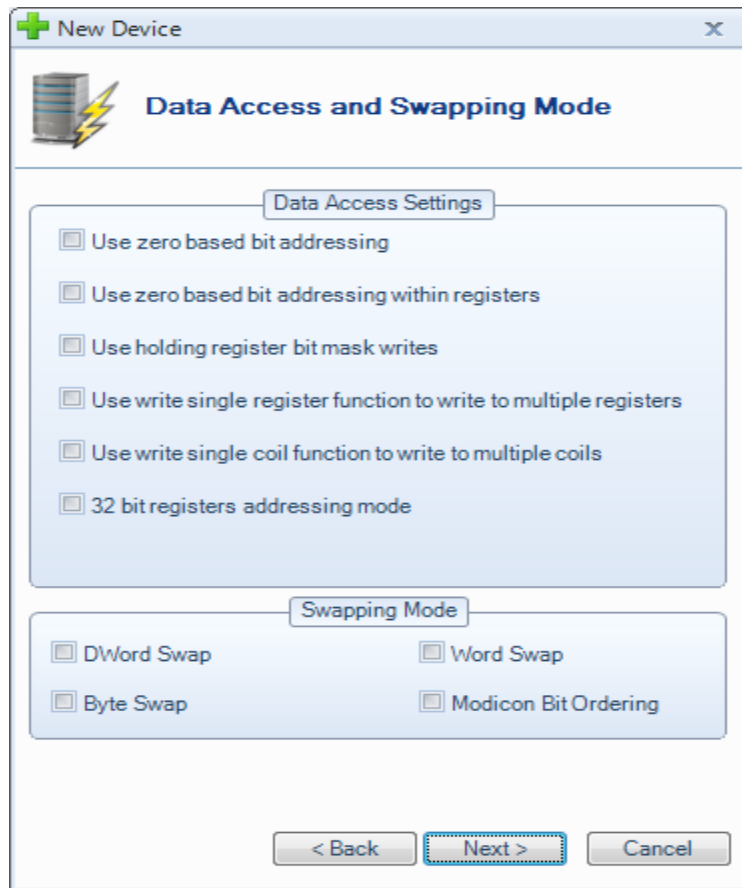 New Device
Data Access and Swapping Mode
Data Access Settings
Use zero based bit addressing
Use zero based bit addressing within registers
Use holding register bit mask writes
Use write single register function to write to multiple registers
Use write single coil function to write to multiple coils
32 bit registers addressing mode
Swapping Mode
DWord Swap Word Swap
Byte Swap Modicon Bit Ordering
< Back Next > Cancel